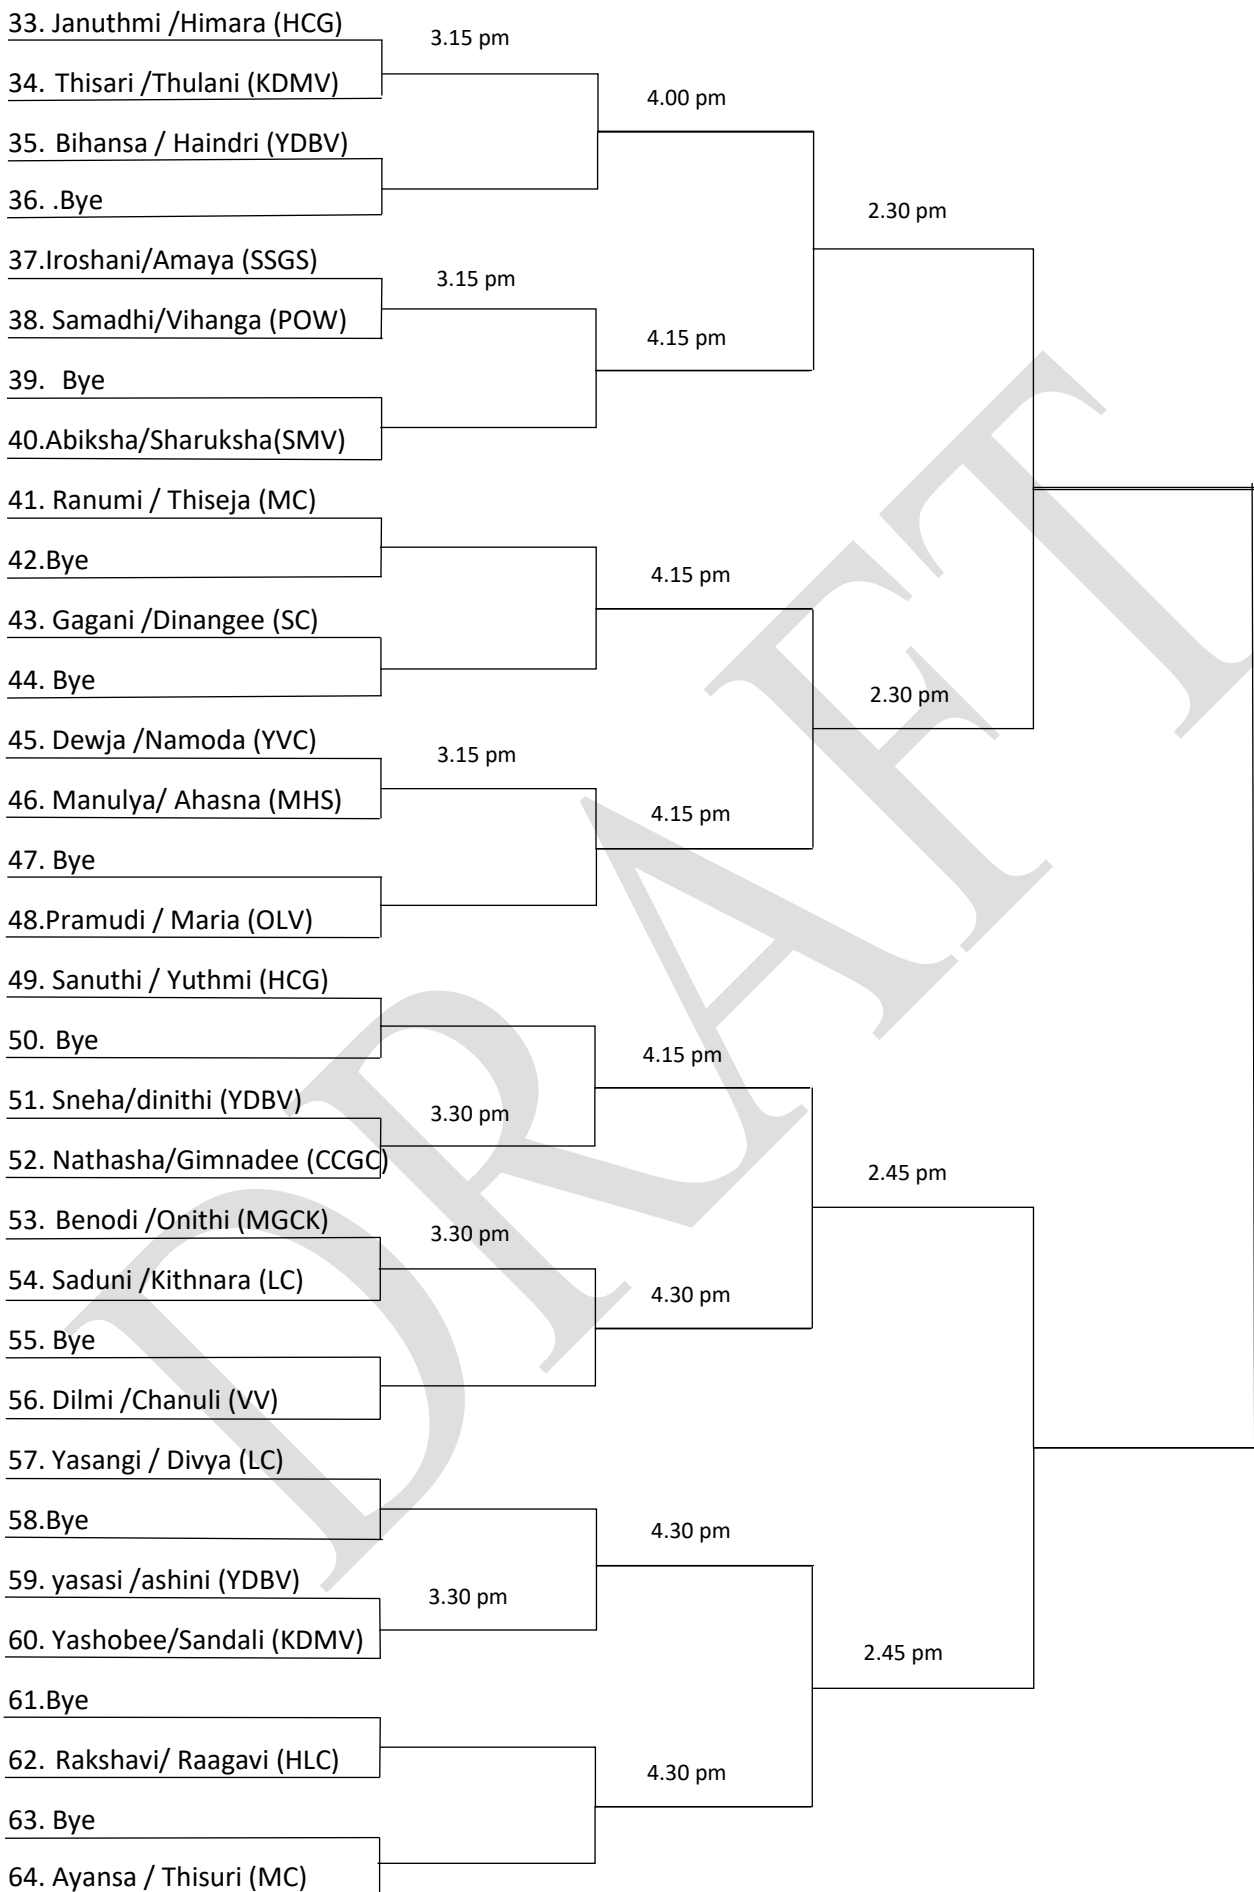 33. Januthmi /Himara (HCG)
3.15 pm
34. Thisari /Thulani (KDMV)
4.00 pm
35. Bihansa / Haindri (YDBV)
36. .Bye
2.30 pm
37.Iroshani/Amaya (SSGS)
3.15 pm
38. Samadhi/Vihanga (POW)
4.15 pm
39. Bye
40.Abiksha/Sharuksha(SMV)
41. Ranumi / Thiseja (MC)
42.Bye
4.15 pm
43. Gagani /Dinangee (SC)
44. Bye
2.30 pm
45. Dewja /Namoda (YVC)
3.15 pm
46. Manulya/ Ahasna (MHS)
4.15 pm
47. Bye
48.Pramudi / Maria (OLV)
49. Sanuthi / Yuthmi (HCG)
50. Bye
4.15 pm
51. Sneha/dinithi (YDBV)
3.30 pm
52. Nathasha/Gimnadee (CCGC)
2.45 pm
53. Benodi /Onithi (MGCK)
3.30 pm
54. Saduni /Kithnara (LC)
4.30 pm
55. Bye
56. Dilmi /Chanuli (VV)
57. Yasangi / Divya (LC)
58.Bye
4.30 pm
59. yasasi /ashini (YDBV)
3.30 pm
60. Yashobee/Sandali (KDMV)
2.45 pm
61.Bye
62. Rakshavi/ Raagavi (HLC)
4.30 pm
63. Bye
64. Ayansa / Thisuri (MC)
DRAFT